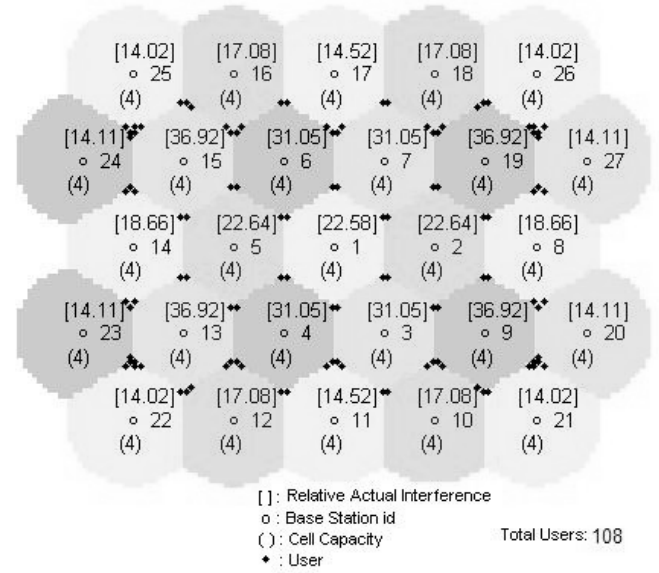 [14.02] [17.08] [14.52] [17.08] [14.02]
25 16 17 18 26
(4) (4) (4) (4) (4)
[14.11] [36.92] [31.05] [31.05] [36.92] [14.11]
24 15 6 7 19 27
(4) (4) (4) (4) (4) (4)
[18.66] [22.64] [22.58] [22.64] [18.66]
14 5 1 2 8
(4) (4) (4) (4) (4)
[14.11] [36.92] [31.05] [31.05] [36.92] [14.11]
23 13 4 3 9 20
(4) (4) (4) (4) (4) (4)
[14.02] [17.08] [14.52] [17.08] [14.02]
22 12 11 10 21
(4) (4) (4) (4) (4)
[ ] : Relative Actual Interference
o : Base Station id
( ) : Cell Capacity
Total Users: 108
◆ : User